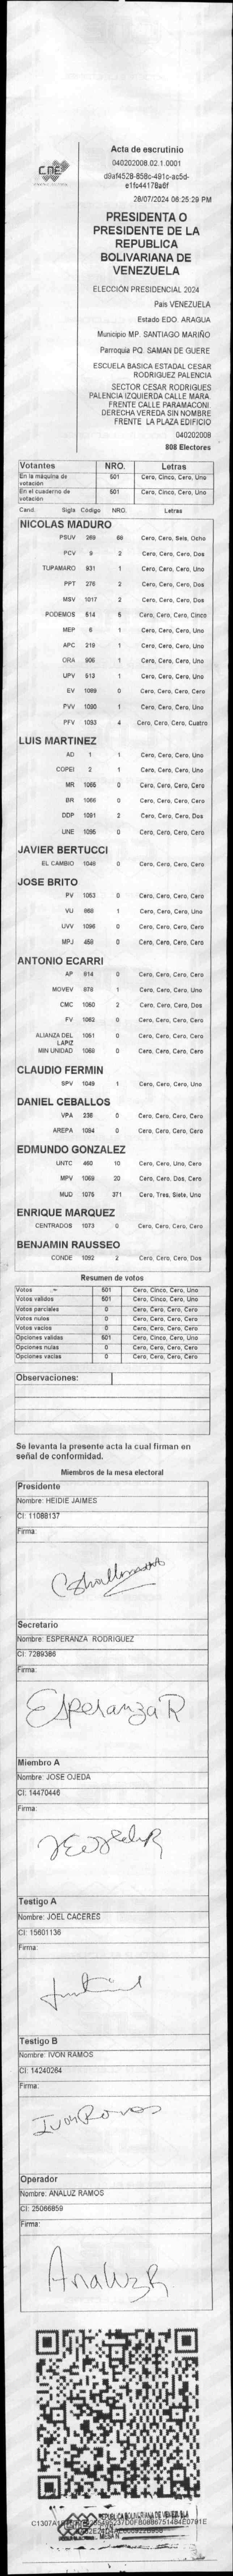 CNE
Acta de escrutinio
040202008.02.1.0001
d9af4528-858c-491c-ac5d-
e1fc44178a6f
28/07/2024 06:25:29 PM
PRESIDENTA O
PRESIDENTE DE LA
REPUBLICA
BOLIVARIANA DE
VENEZUELA
ELECCIÓN PRESIDENCIAL 2024
País VENEZUELA
Estado EDO. ARAGUA
Municipio MP. SANTIAGO MARIÑO
Parroquia PQ. SAMAN DE GUERE
ESCUELA BASICA ESTADAL CESAR
RODRIGUEZ PALENCIA
SECTOR CESAR RODRIGUES
PALENCIA IZQUIERDA CALLE MARA.
FRENTE CALLE PARAMACONI.
DERECHA VEREDA SIN NOMBRE
FRENTE LA PLAZA EDIFICIO
040202008
808 Electores
Votantes NRO. Letras
En la máquina de votación 501 Cero, Cinco, Cero, Uno
En el cuaderno de votación 501 Cero, Cinco, Cero, Uno
Cand. Sigla Código NRO. Letras
NICOLAS MADURO
PSUV 269 68 Cero, Cero, Seis, Ocho
PCV 9 2 Cero, Cero, Cero, Dos
TUPAMARO 931 1 Cero, Cero, Cero, Uno
PPT 276 2 Cero, Cero, Cero, Dos
MSV 1017 2 Cero, Cero, Cero, Dos
PODEMOS 514 5 Cero, Cero, Cero, Cinco
MEP 6 1 Cero, Cero, Cero, Uno
APC 219 1 Cero, Cero, Cero, Uno
ORA 906 1 Cero, Cero, Cero, Uno
UPV 513 1 Cero, Cero, Cero, Uno
EV 1089 0 Cero, Cero, Cero, Cero
PVV 1090 1 Cero, Cero, Cero, Uno
PFV 1093 4 Cero, Cero, Cero, Cuatro
LUIS MARTINEZ
AD 1 1 Cero, Cero, Cero, Uno
COPEI 2 1 Cero, Cero, Cero, Uno
MR 1065 0 Cero, Cero, Cero, Cero
BR 1066 0 Cero, Cero, Cero, Cero
DDP 1091 2 Cero, Cero, Cero, Dos
UNE 1095 0 Cero, Cero, Cero, Cero
JAVIER BERTUCCI
EL CAMBIO 1048 0 Cero, Cero, Cero, Cero
JOSE BRITO
PV 1053 0 Cero, Cero, Cero, Cero
VU 868 1 Cero, Cero, Cero, Uno
UVV 1096 0 Cero, Cero, Cero, Cero
MPJ 458 0 Cero, Cero, Cero, Cero
ANTONIO ECARRI
AP 814 0 Cero, Cero, Cero, Cero
MOVEV 878 1 Cero, Cero, Cero, Uno
CMC 1050 2 Cero, Cero, Cero, Dos
FV 1062 0 Cero, Cero, Cero, Cero
ALIANZA DEL LAPIZ 1051 0 Cero, Cero, Cero, Cero
MIN UNIDAD 1069 0 Cero, Cero, Cero, Cero
CLAUDIO FERMIN
SPV 1049 1 Cero, Cero, Cero, Uno
DANIEL CEBALLOS
VPA 236 0 Cero, Cero, Cero, Cero
AREPA 1084 0 Cero, Cero, Cero, Cero
EDMUNDO GONZALEZ
UNTC 460 10 Cero, Cero, Uno, Cero
MPV 1069 20 Cero, Cero, Dos, Cero
MUD 1075 371 Cero, Tres, Siete, Uno
ENRIQUE MARQUEZ
CENTRADOS 1073 0 Cero, Cero, Cero, Cero
BENJAMIN RAUSSEO
CONDE 1092 2 Cero, Cero, Cero, Dos
Resumen de votos
Votos 501 Cero, Cinco, Cero, Uno
Votos validos 501 Cero, Cinco, Cero, Uno
Votos parciales 0 Cero, Cero, Cero, Cero
Votos nulos 0 Cero, Cero, Cero, Cero
Votos vacios 0 Cero, Cero, Cero, Cero
Opciones validas 501 Cero, Cinco, Cero, Uno
Opciones nulas 0 Cero, Cero, Cero, Cero
Opciones vacias 0 Cero, Cero, Cero, Cero
Observaciones:
Se levanta la presente acta la cual firman en
señal de conformidad.
Miembros de la mesa electoral
Presidente
Nombre: HEIDIE JAIMES
CI: 11088137
Firma:
Secretario
Nombre: ESPERANZA RODRIGUEZ
CI: 7289386
Firma:
Esperanza R
Miembro A
Nombre: JOSE OJEDA
CI: 14470446
Firma:
Testigo A
Nombre: JOEL CACERES
CI: 15601136
Firma:
Testigo B
Nombre: IVON RAMOS
CI: 14240264
Firma:
Ivon Ramos
Operador
Nombre: ANALUZ RAMOS
CI: 25066859
Firma:
Analuz R
REPUBLICA BOLIVARIANA DE VENEZUELA